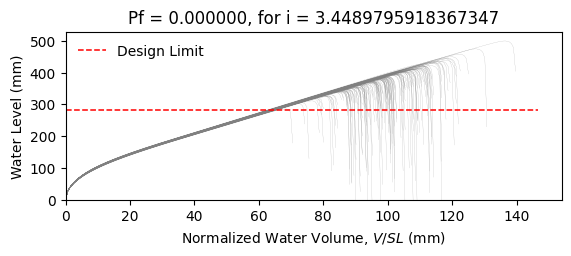 Pf = 0.000000, for i = 3.4489795918367347
Water Level (mm)
500
400
300
200
100
0
Design Limit
0 20 40 60 80 100 120 140
Normalized Water Volume, V/SL (mm)